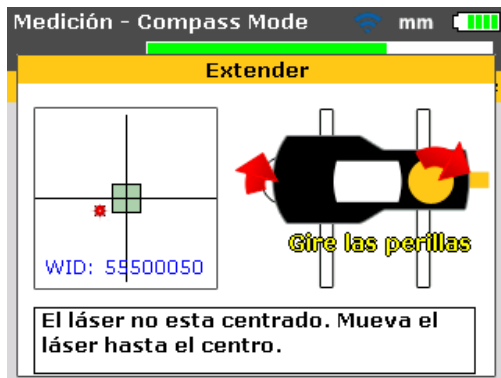 Medición - Compass Mode mm
Extender
WID: 55500050
Gire las perillas
El láser no esta centrado. Mueva el
láser hasta el centro.